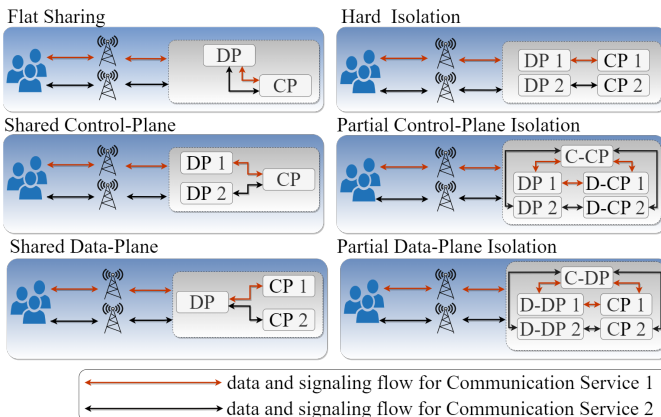 Flat Sharing
DP
CP
Hard Isolation
DP 1
CP 1
DP 2
CP 2
Shared Control-Plane
DP 1
DP 2
CP
Partial Control-Plane Isolation
C-CP
DP 1
D-CP 1
DP 2
D-CP 2
Shared Data-Plane
DP
CP 1
CP 2
Partial Data-Plane Isolation
C-DP
D-DP 1
CP 1
D-DP 2
CP 2
data and signaling flow for Communication Service 1
data and signaling flow for Communication Service 2